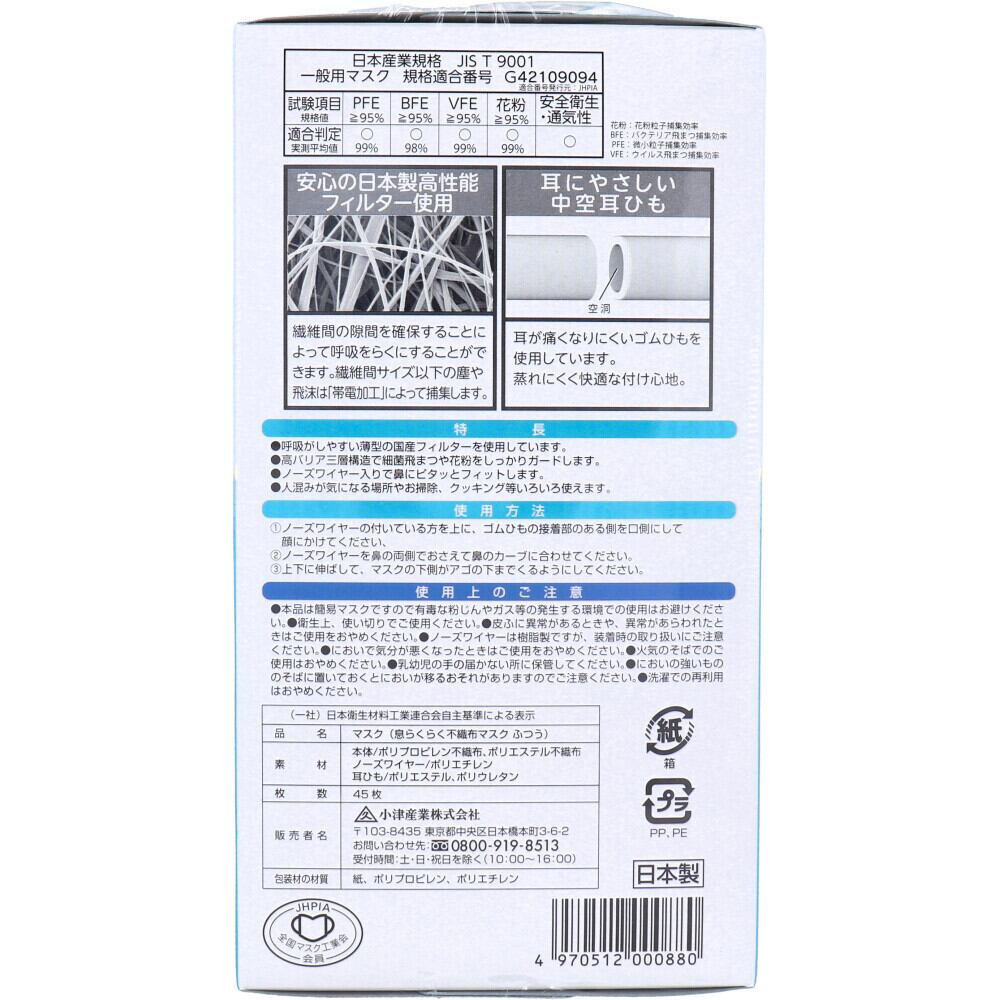 日本産業規格 JIS T 9001
一般用マスク 規格適合番号 G42109094
適合番号発行元:JHPIA
試験項目 規格値 PFE ≧95% BFE ≧95% VFE ≧95% 花粉 ≧95% 安全衛生・通気性
適合判定 実測平均値 ○ 99% ○ 98% ○ 99% ○ 99% ○
花粉:花粉粒子捕集効率
BFE:バクテリア飛まつ捕集効率
PFE:微小粒子捕集効率
VFE:ウイルス飛まつ捕集効率
安心の日本製高性能
フィルター使用
繊維間の隙間を確保することに
よって呼吸をらくにすることがで
きます。繊維間サイズ以下の塵や
飛沫は「帯電加工」によって捕集します。
耳にやさしい
中空耳ひも
空洞
耳が痛くなりにくいゴムひもを
使用しています。
蒸れにくく快適な付け心地。
特長
●呼吸がしやすい薄型の国産フィルターを使用しています。
●高バリア三層構造で細菌飛まつや花粉をしっかりガードします。
●ノーズワイヤー入りで鼻にピタッとフィットします。
●人混みが気になる場所やお掃除、クッキング等いろいろ使えます。
使用方法
①ノーズワイヤーの付いている方を上に、ゴムひもの接着部のある側を口側にして
顔にかけてください、
②ノーズワイヤーを鼻の両側でおさえて鼻のカーブに合わせてください。
③上下に伸ばして、マスクの下側がアゴの下までくるようにしてください。
使用上のご注意
●本品は簡易マスクですので有毒な粉じんやガス等の発生する環境での使用はお避けくださ
い。●衛生上、使い切りでご使用ください。●皮ふに異常があるときや、異常があらわれたと
きはご使用をおやめください。●ノーズワイヤーは樹脂製ですが、装着時の取り扱いにご注意
ください。●においで気分が悪くなったときはご使用をおやめください。●火気のそばでのご
使用はおやめください。●乳幼児の手の届かない所に保管してください。●においの強いもの
のそばに置いておくとにおいが移るおそれがありますのでご注意ください。●洗濯での再利用
はおやめください。
(一社)日本衛生材料工業連合会自主基準による表示
品名 マスク(息らくらく不織布マスク ふつう)
素材 本体/ポリプロピレン不織布、ポリエステル不織布
ノーズワイヤー/ポリエチレン
耳ひも/ポリエステル、ポリウレタン
枚数 45枚
販売者名 小津産業株式会社
〒103-8435 東京都中央区日本橋本町3-6-2
お問い合わせ先:0800-919-8513
受付時間:土・日・祝日を除く(10:00〜16:00)
包装材の材質 紙、ポリプロピレン、ポリエチレン
紙
箱
プラ
PP、PE
日本製
JHPIA
全国マスク工業会
会員
4 970512 000880